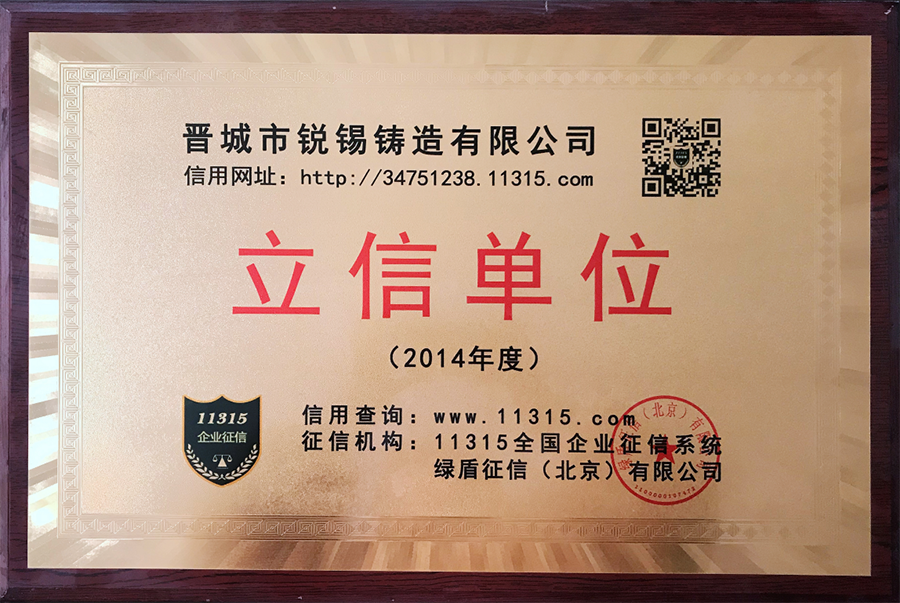 晋城市锐锡铸造有限公司
信用网址：http://34751238.11315.com
立信单位
（2014年度）
11315
企业征信
信用查询：www.11315.com
征信机构：11315全国企业征信系统
绿盾征信（北京）有限公司